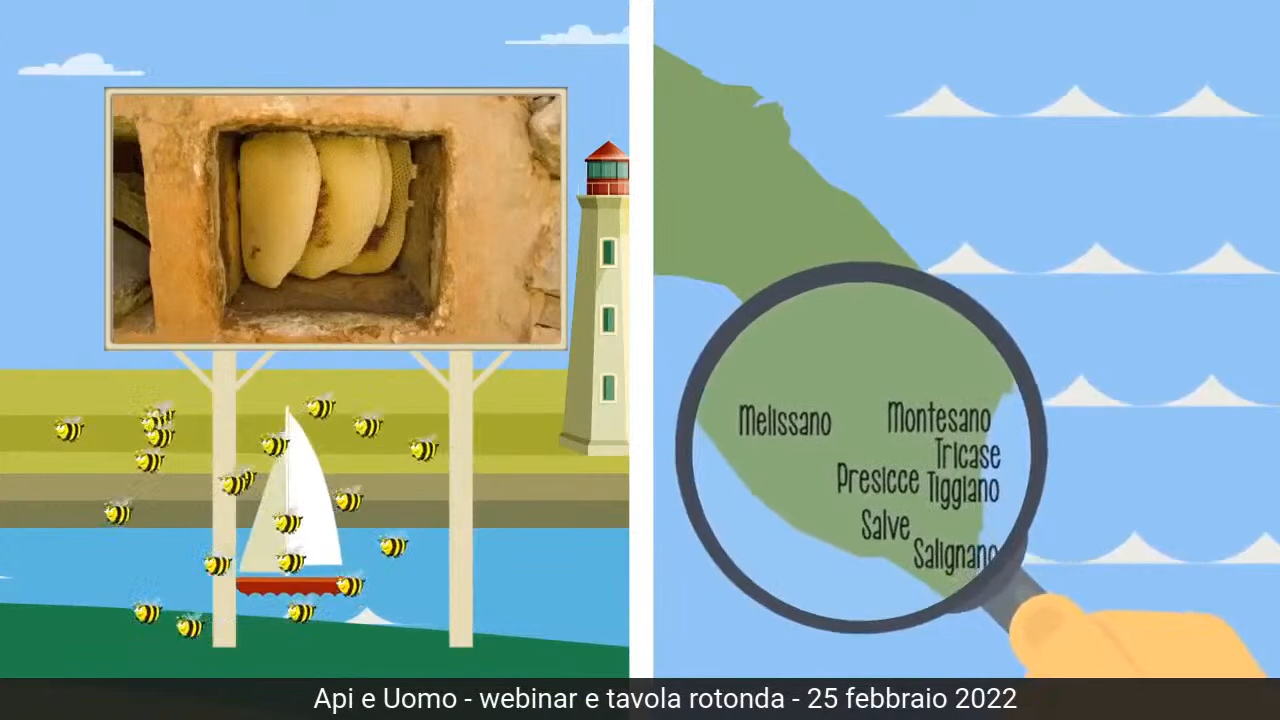 Melissano
Montesano
Tricase
Presicce
Tiggiano
Salve
Salignano
Api e Uomo - webinar e tavola rotonda - 25 febbraio 2022